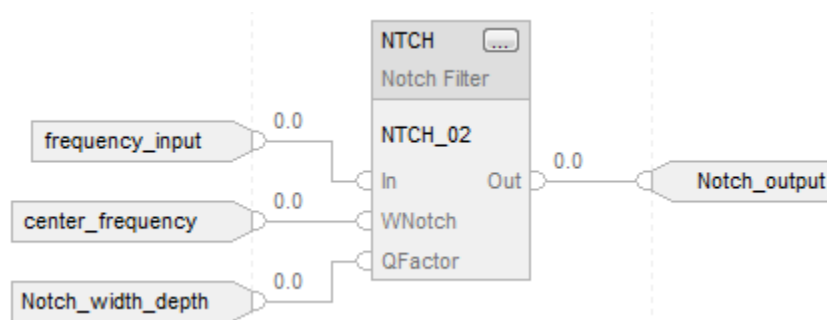 NTCH
...
Notch Filter
NTCH_02
frequency_input
0.0
In
Out
0.0
Notch_output
center_frequency
0.0
WNotch
Notch_width_depth
0.0
QFactor